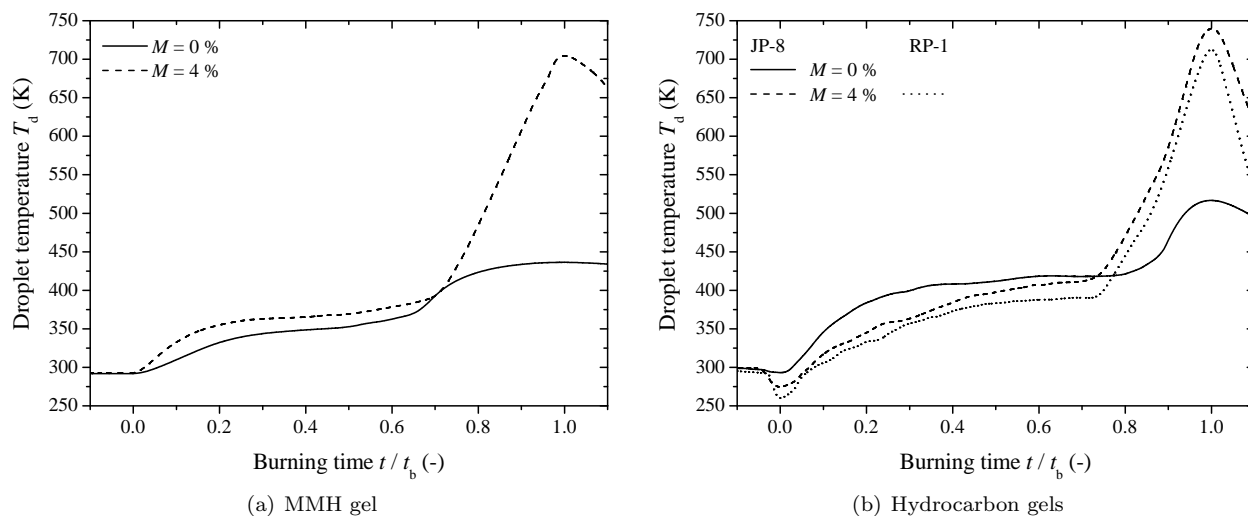 750
700
650
600
550
500
450
400
350
300
250
Droplet temperature T_d (K)
M = 0 %
M = 4 %
0.0 0.2 0.4 0.6 0.8 1.0
Burning time t / t_b (-)
(a) MMH gel
750
700
650
600
550
500
450
400
350
300
250
Droplet temperature T_d (K)
JP-8 RP-1
M = 0 %
M = 4 %
0.0 0.2 0.4 0.6 0.8 1.0
Burning time t / t_b (-)
(b) Hydrocarbon gels